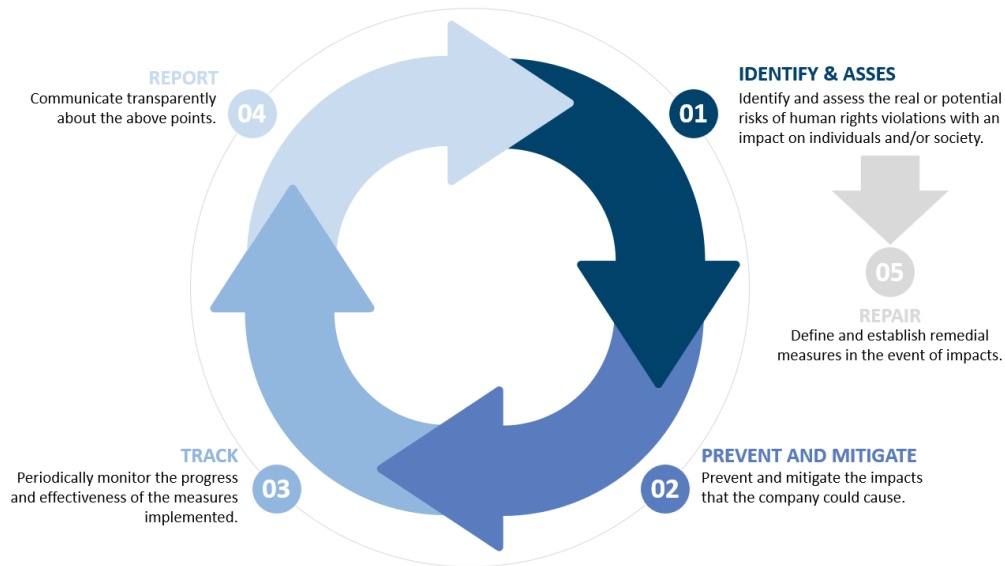 IDENTIFY & ASSES
01
Identify and assess the real or potential
risks of human rights violations with an
impact on individuals and/or society.
05
REPAIR
Define and establish remedial
measures in the event of impacts.
PREVENT AND MITIGATE
02
Prevent and mitigate the impacts
that the company could cause.
TRACK
03
Periodically monitor the progress
and effectiveness of the measures
implemented.
REPORT
04
Communicate transparently
about the above points.